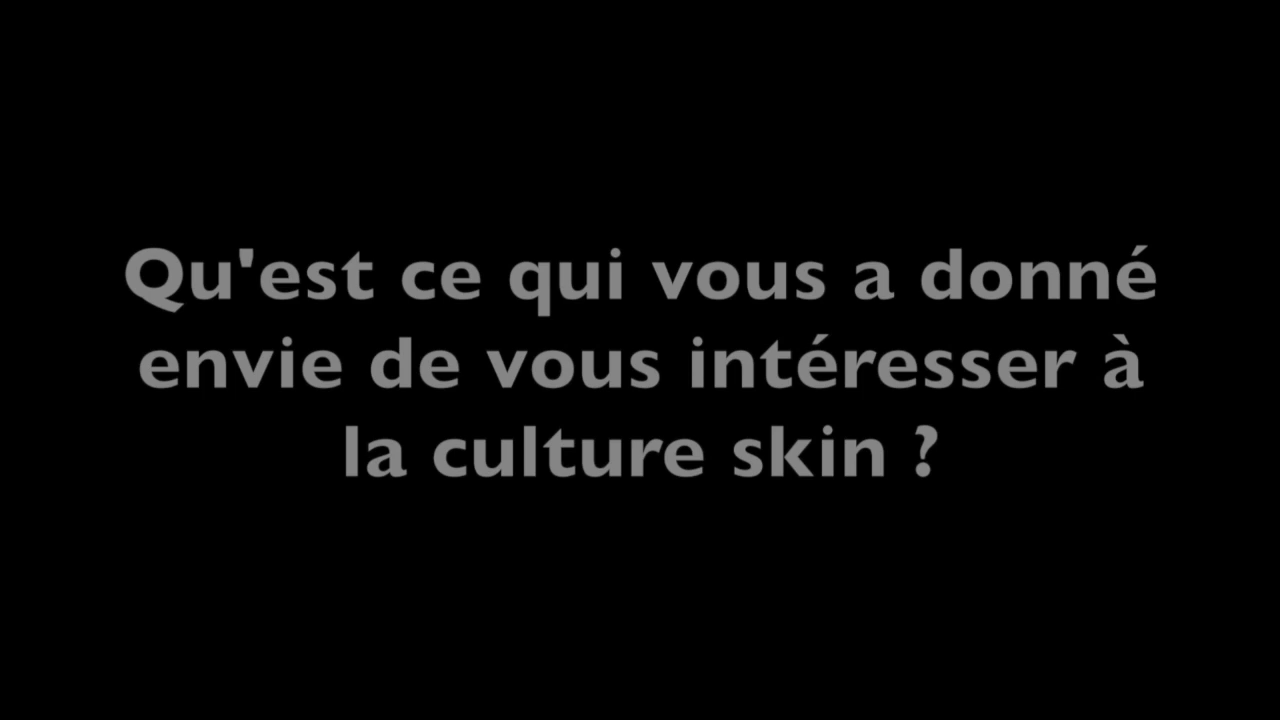 Qu'est ce qui vous a donné
envie de vous intéresser à
la culture skin ?